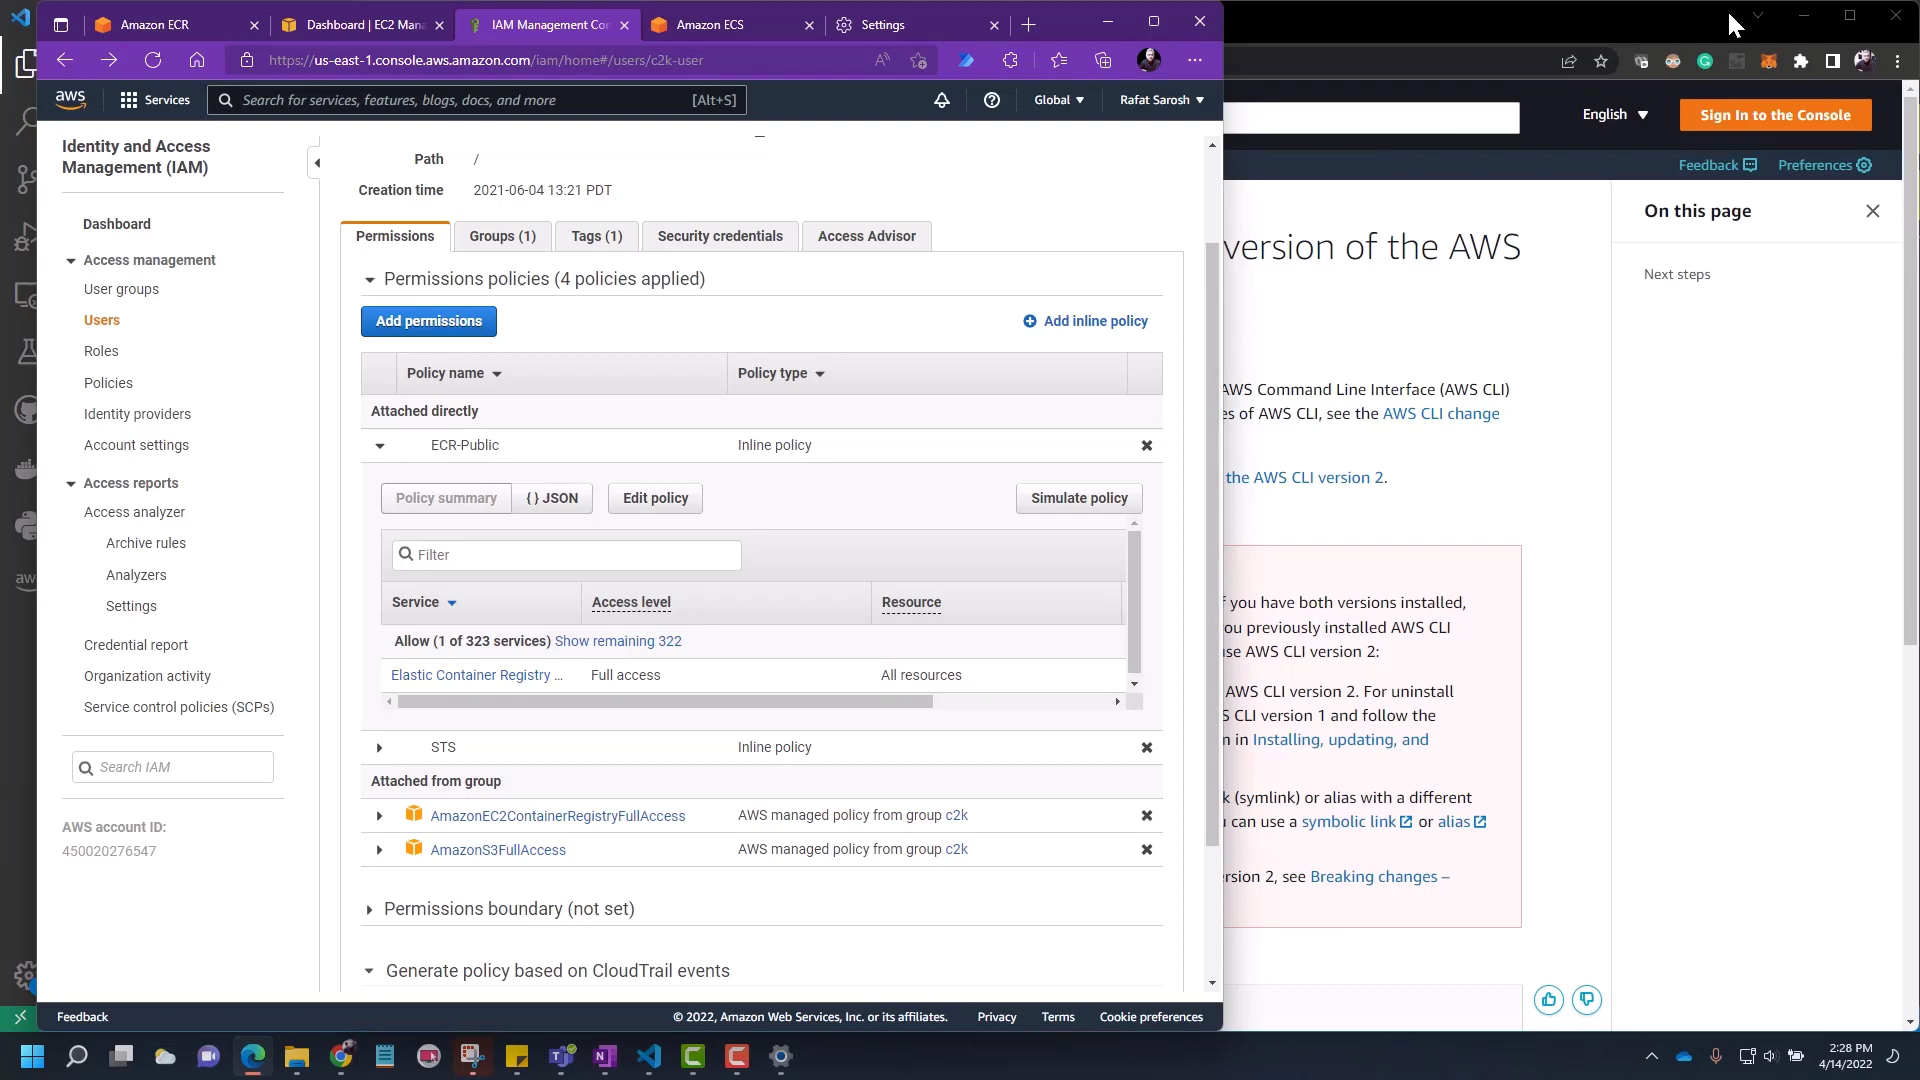 Amazon ECR
Dashboard | EC2 Mana
IAM Management Con
Amazon ECS
Settings
https://us-east-1.console.aws.amazon.com/iam/home#/users/c2k-user
aws
Services
Search for services, features, blogs, docs, and more
[Alt+S]
Global
Rafat Sarosh
English
Sign In to the Console
Feedback
Preferences
Identity and Access
Management (IAM)
Dashboard
Access management
User groups
Users
Roles
Policies
Identity providers
Account settings
Access reports
Access analyzer
Archive rules
Analyzers
Settings
Credential report
Organization activity
Service control policies (SCPs)
Search IAM
AWS account ID:
450020276547
Path
/
Creation time
2021-06-04 13:21 PDT
Permissions
Groups (1)
Tags (1)
Security credentials
Access Advisor
Permissions policies (4 policies applied)
Add permissions
Add inline policy
Policy name
Policy type
Attached directly
ECR-Public
Inline policy
Policy summary
{ } JSON
Edit policy
Simulate policy
Filter
Service
Access level
Resource
Allow (1 of 323 services) Show remaining 322
Elastic Container Registry ...
Full access
All resources
STS
Inline policy
Attached from group
AmazonEC2ContainerRegistryFullAccess
AWS managed policy from group c2k
AmazonS3FullAccess
AWS managed policy from group c2k
Permissions boundary (not set)
Generate policy based on CloudTrail events
Feedback
© 2022, Amazon Web Services, Inc. or its affiliates.
Privacy
Terms
Cookie preferences
version of the AWS
AWS Command Line Interface (AWS CLI)
es of AWS CLI, see the AWS CLI change
the AWS CLI version 2.
f you have both versions installed,
ou previously installed AWS CLI
se AWS CLI version 2:
AWS CLI version 2. For uninstall
S CLI version 1 and follow the
n in Installing, updating, and
k (symlink) or alias with a different
u can use a symbolic link or alias
ersion 2, see Breaking changes –
On this page
Next steps
2:28 PM
4/14/2022